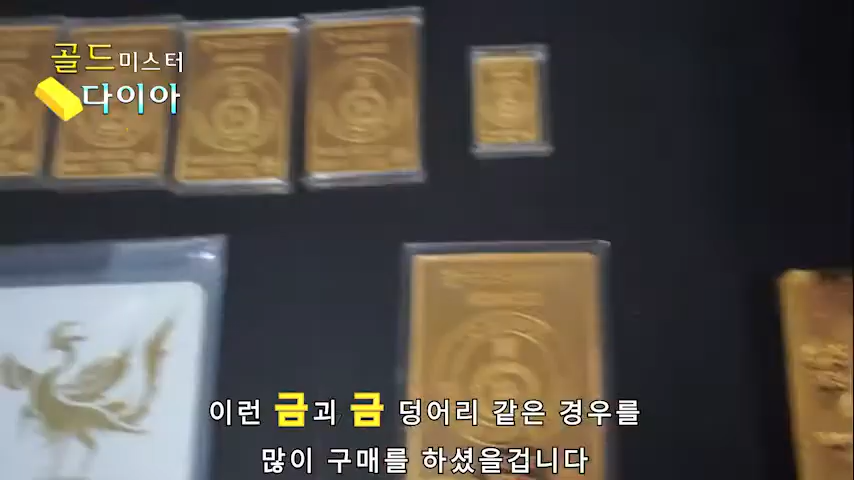 골드미스터
다이아
이런 금괴 금 덩어리 같은 경우를
많이 구매를 하셨을겁니다